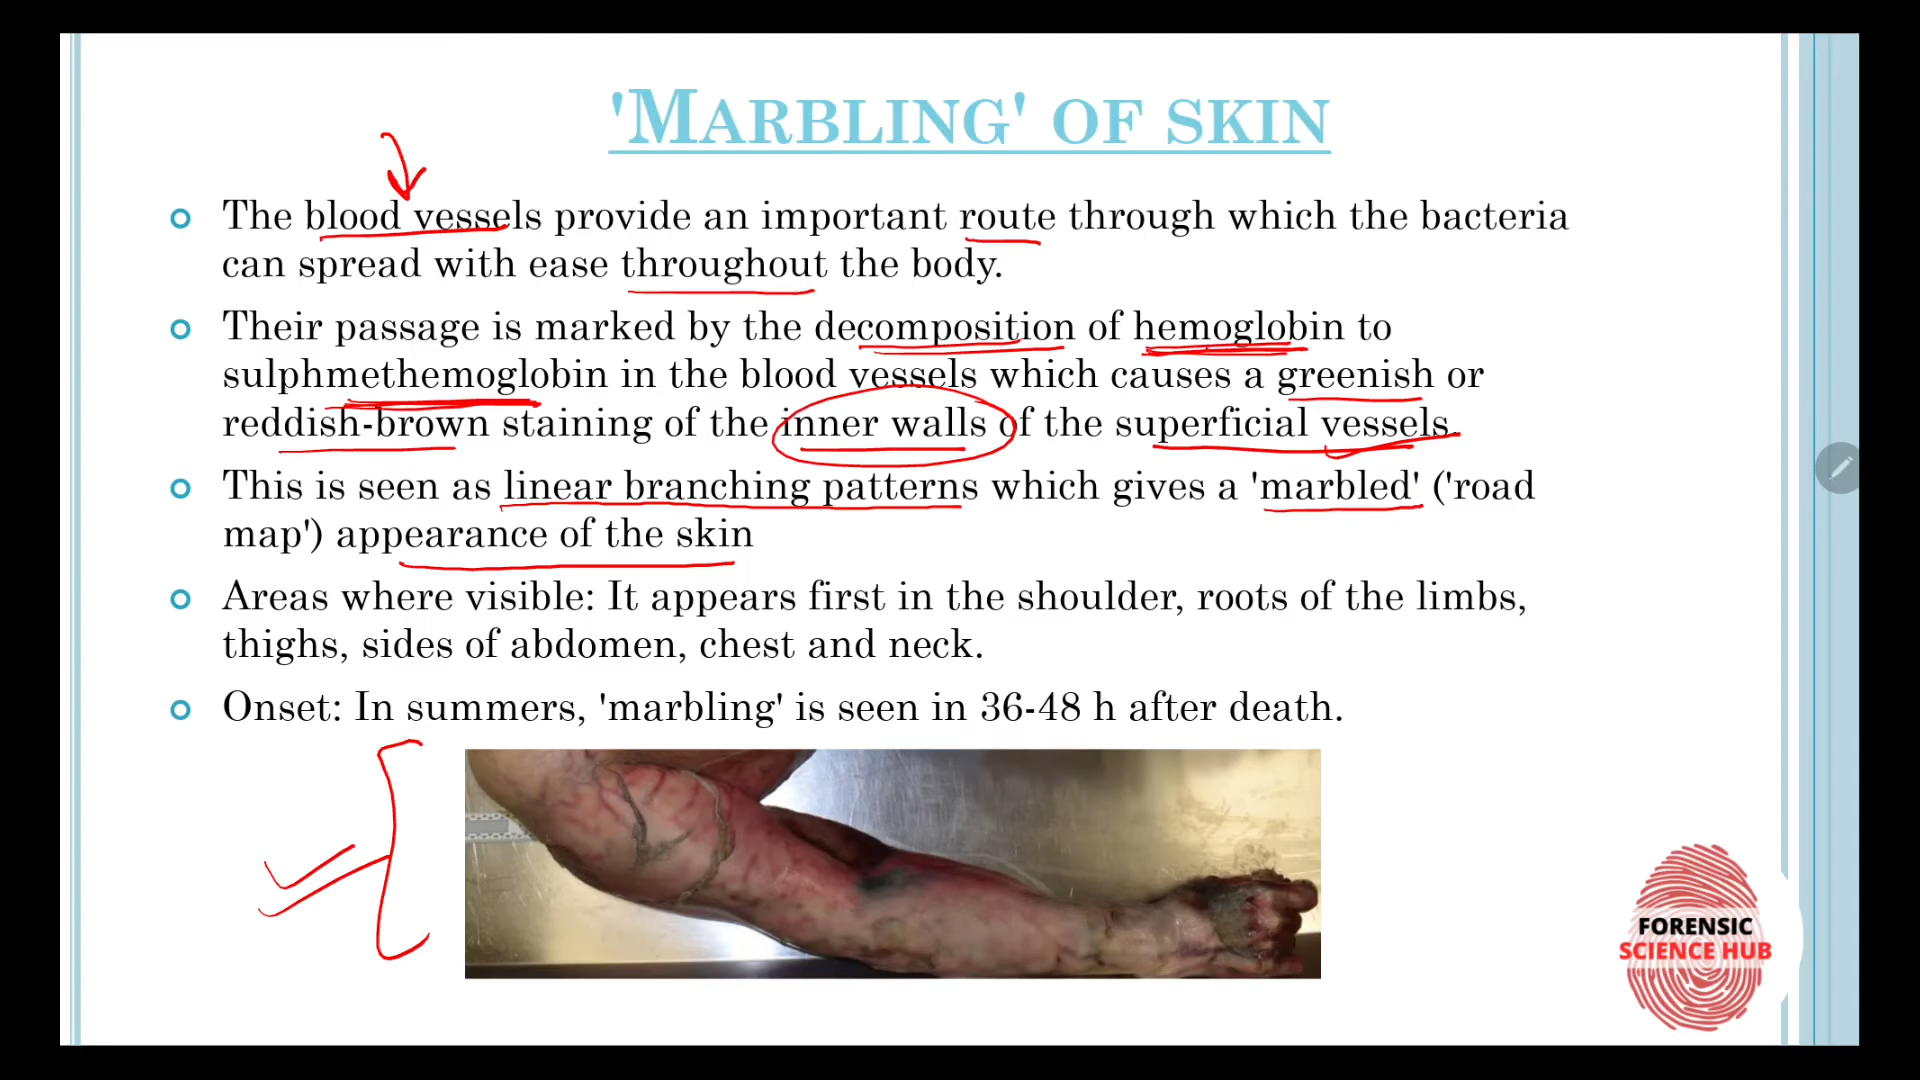 'MARBLING' OF SKIN
The blood vessels provide an important route through which the bacteria
can spread with ease throughout the body.
Their passage is marked by the decomposition of hemoglobin to
sulphmethemoglobin in the blood vessels which causes a greenish or
reddish-brown staining of the inner walls of the superficial vessels.
This is seen as linear branching patterns which gives a 'marbled' ('road
map') appearance of the skin
Areas where visible: It appears first in the shoulder, roots of the limbs,
thighs, sides of abdomen, chest and neck.
Onset: In summers, 'marbling' is seen in 36-48 h after death.
FORENSIC
SCIENCE HUB